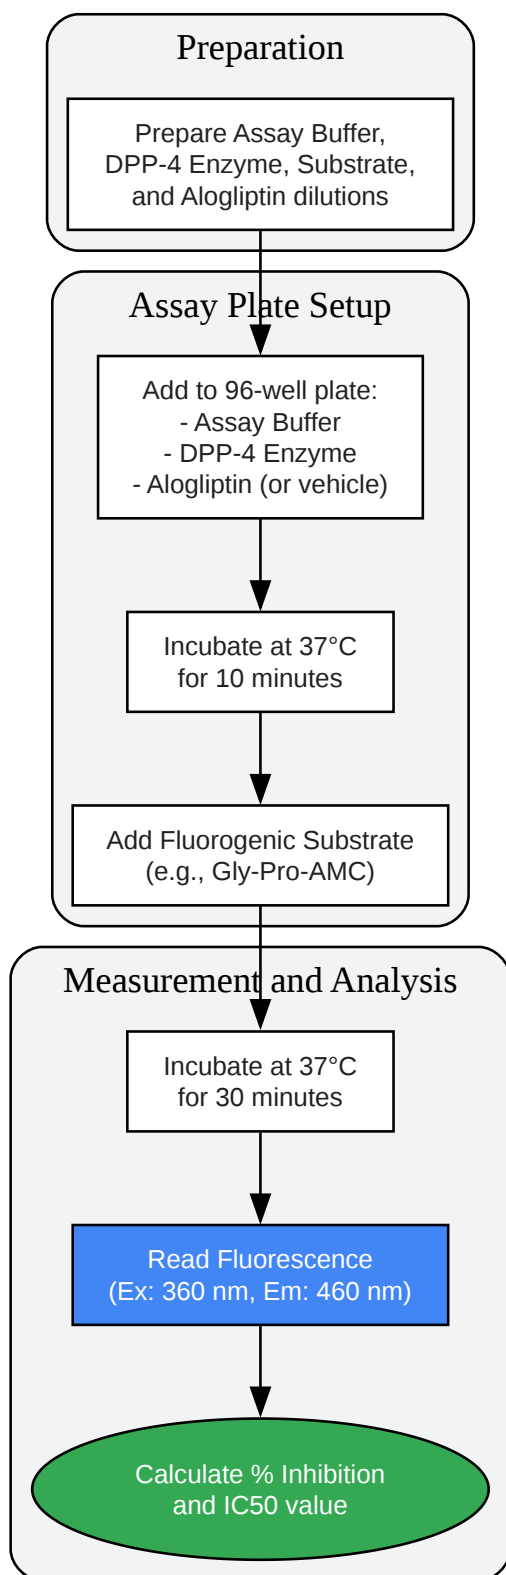 Preparation
Prepare Assay Buffer,
DPP-4 Enzyme, Substrate,
and Alogliptin dilutions
Assay Plate Setup
Add to 96-well plate:
- Assay Buffer
- DPP-4 Enzyme
- Alogliptin (or vehicle)
Incubate at 37°C
for 10 minutes
Add Fluorogenic Substrate
(e.g., Gly-Pro-AMC)
Measurement and Analysis
Incubate at 37°C
for 30 minutes
Read Fluorescence
(Ex: 360 nm, Em: 460 nm)
Calculate % Inhibition
and IC50 value